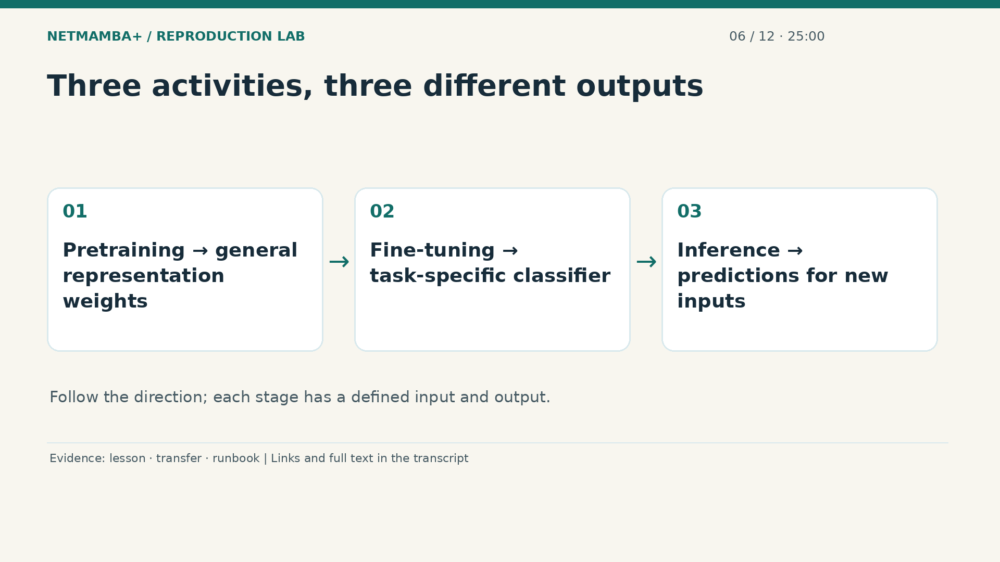 NETMAMBA+ / REPRODUCTION LAB
06 / 12 · 25:00
Three activities, three different outputs
01
Pretraining → general
representation
weights
→
02
Fine-tuning →
task-specific classifier
→
03
Inference →
predictions for new
inputs
Follow the direction; each stage has a defined input and output.
Evidence: lesson · transfer · runbook | Links and full text in the transcript